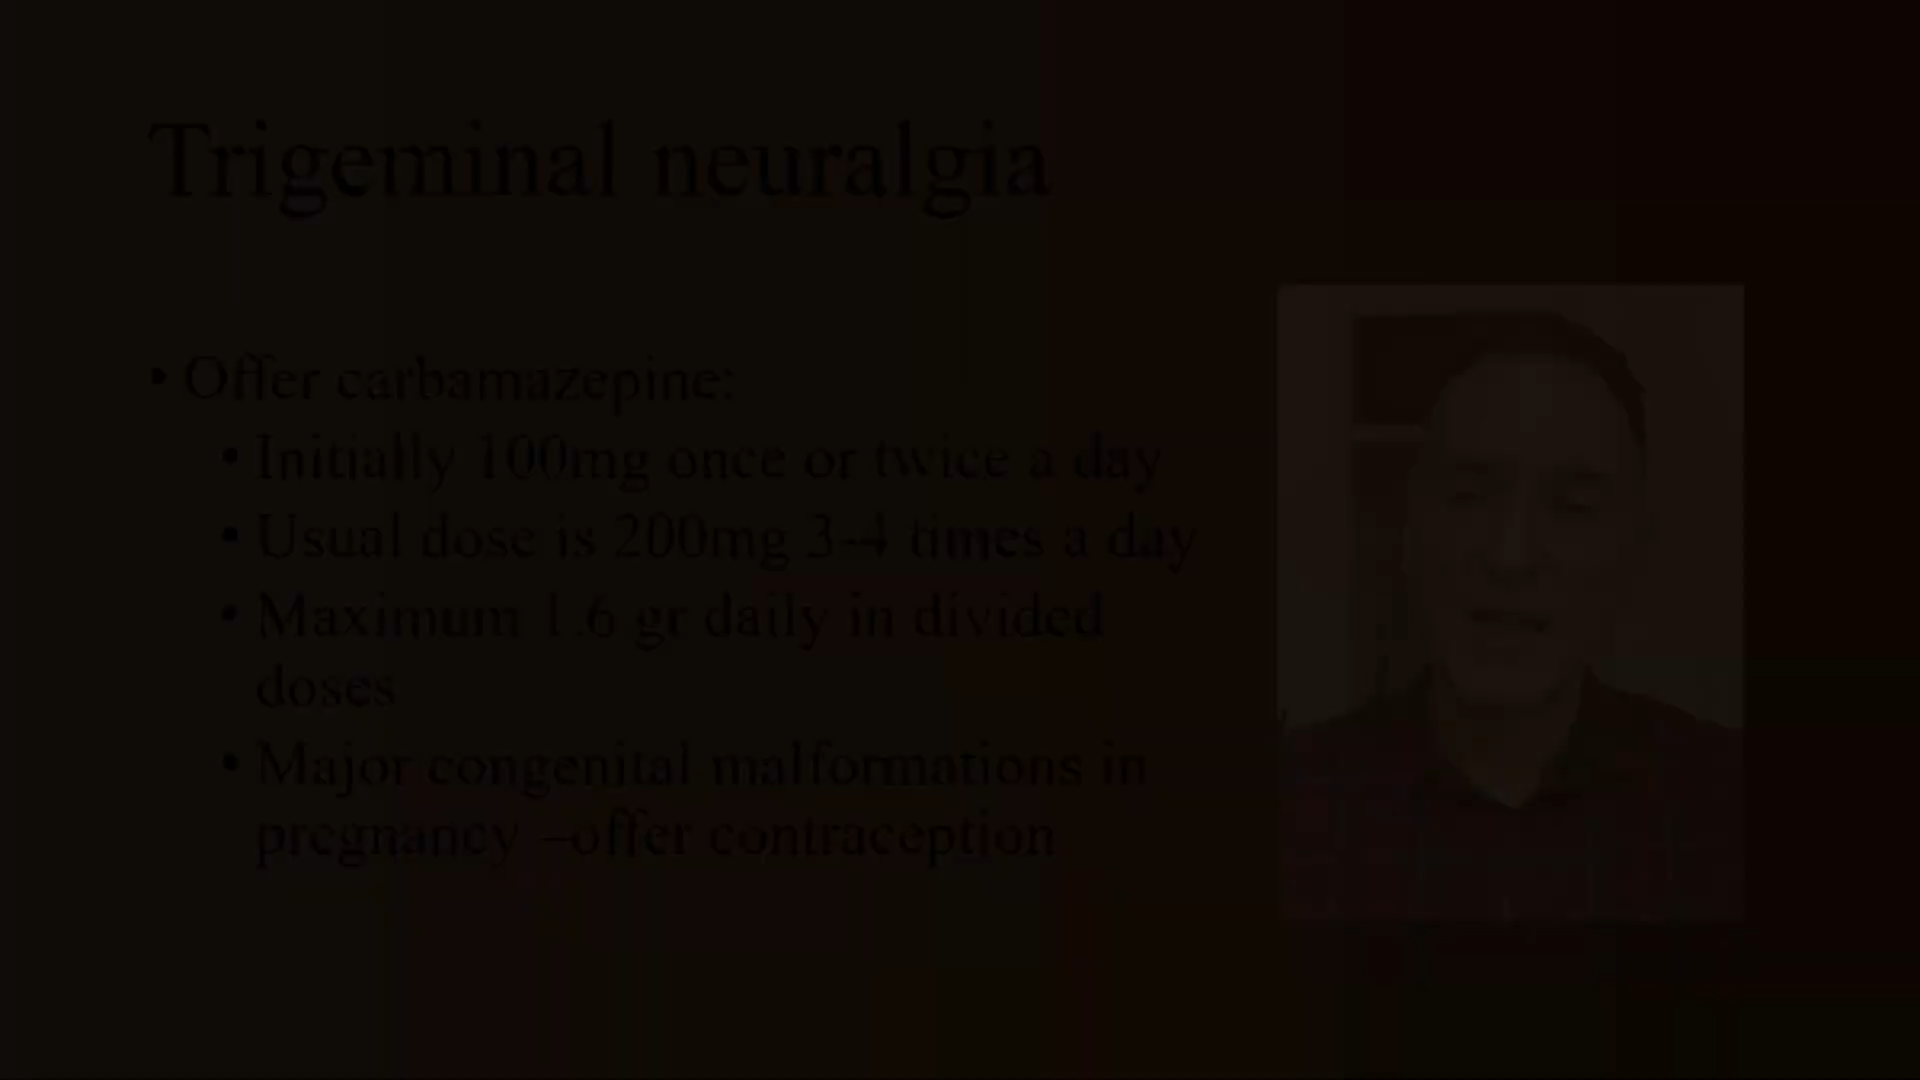 Trigeminal neuralgia
• Offer carbamazepine:
• Initially 100mg once or twice a day
• Usual dose is 200mg 3-4 times a day
• Maximum 1.6 gr daily in divided
doses
• Major congenital malformations in
pregnancy –offer contraception